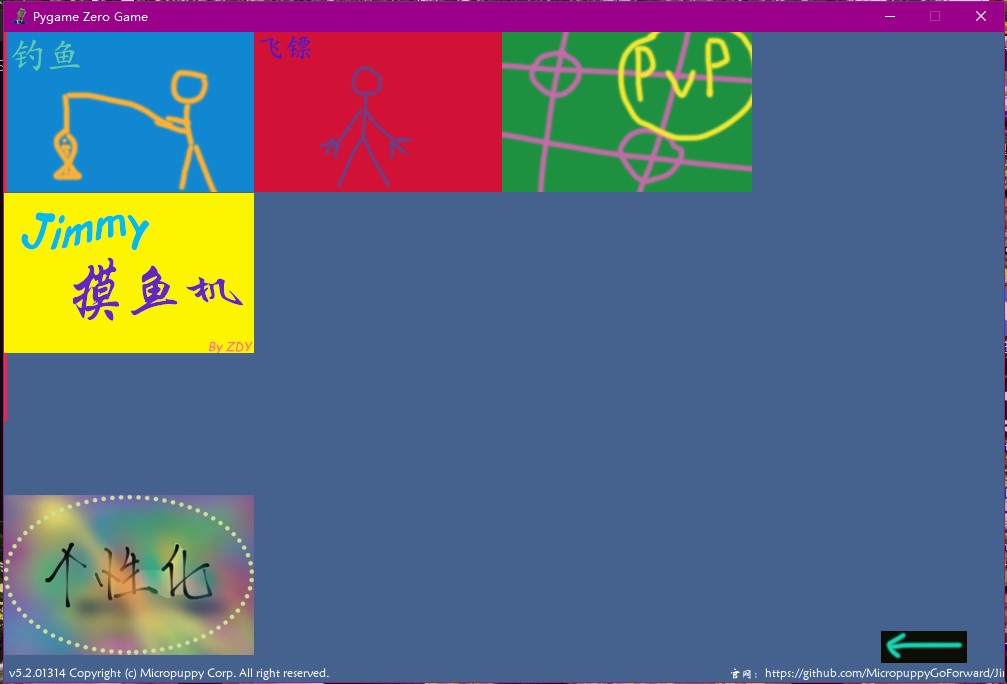 Pygame Zero Game
钓鱼
飞镖
PvP
Jimmy
摸鱼机
By ZDY
个性化
v5.2.01314 Copyright (c) Micropuppy Corp. All right reserved.
官网：https://github.com/MicropuppyGoForward/Ji